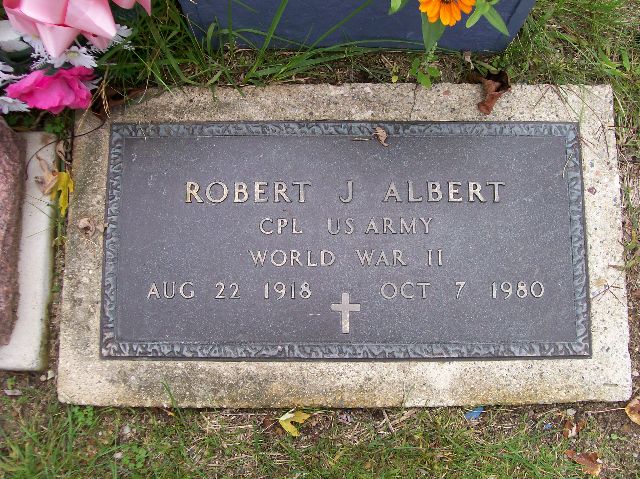 ROBERT J ALBERT
CPL US ARMY
WORLD WAR II
AUG 22 1918 OCT 7 1980